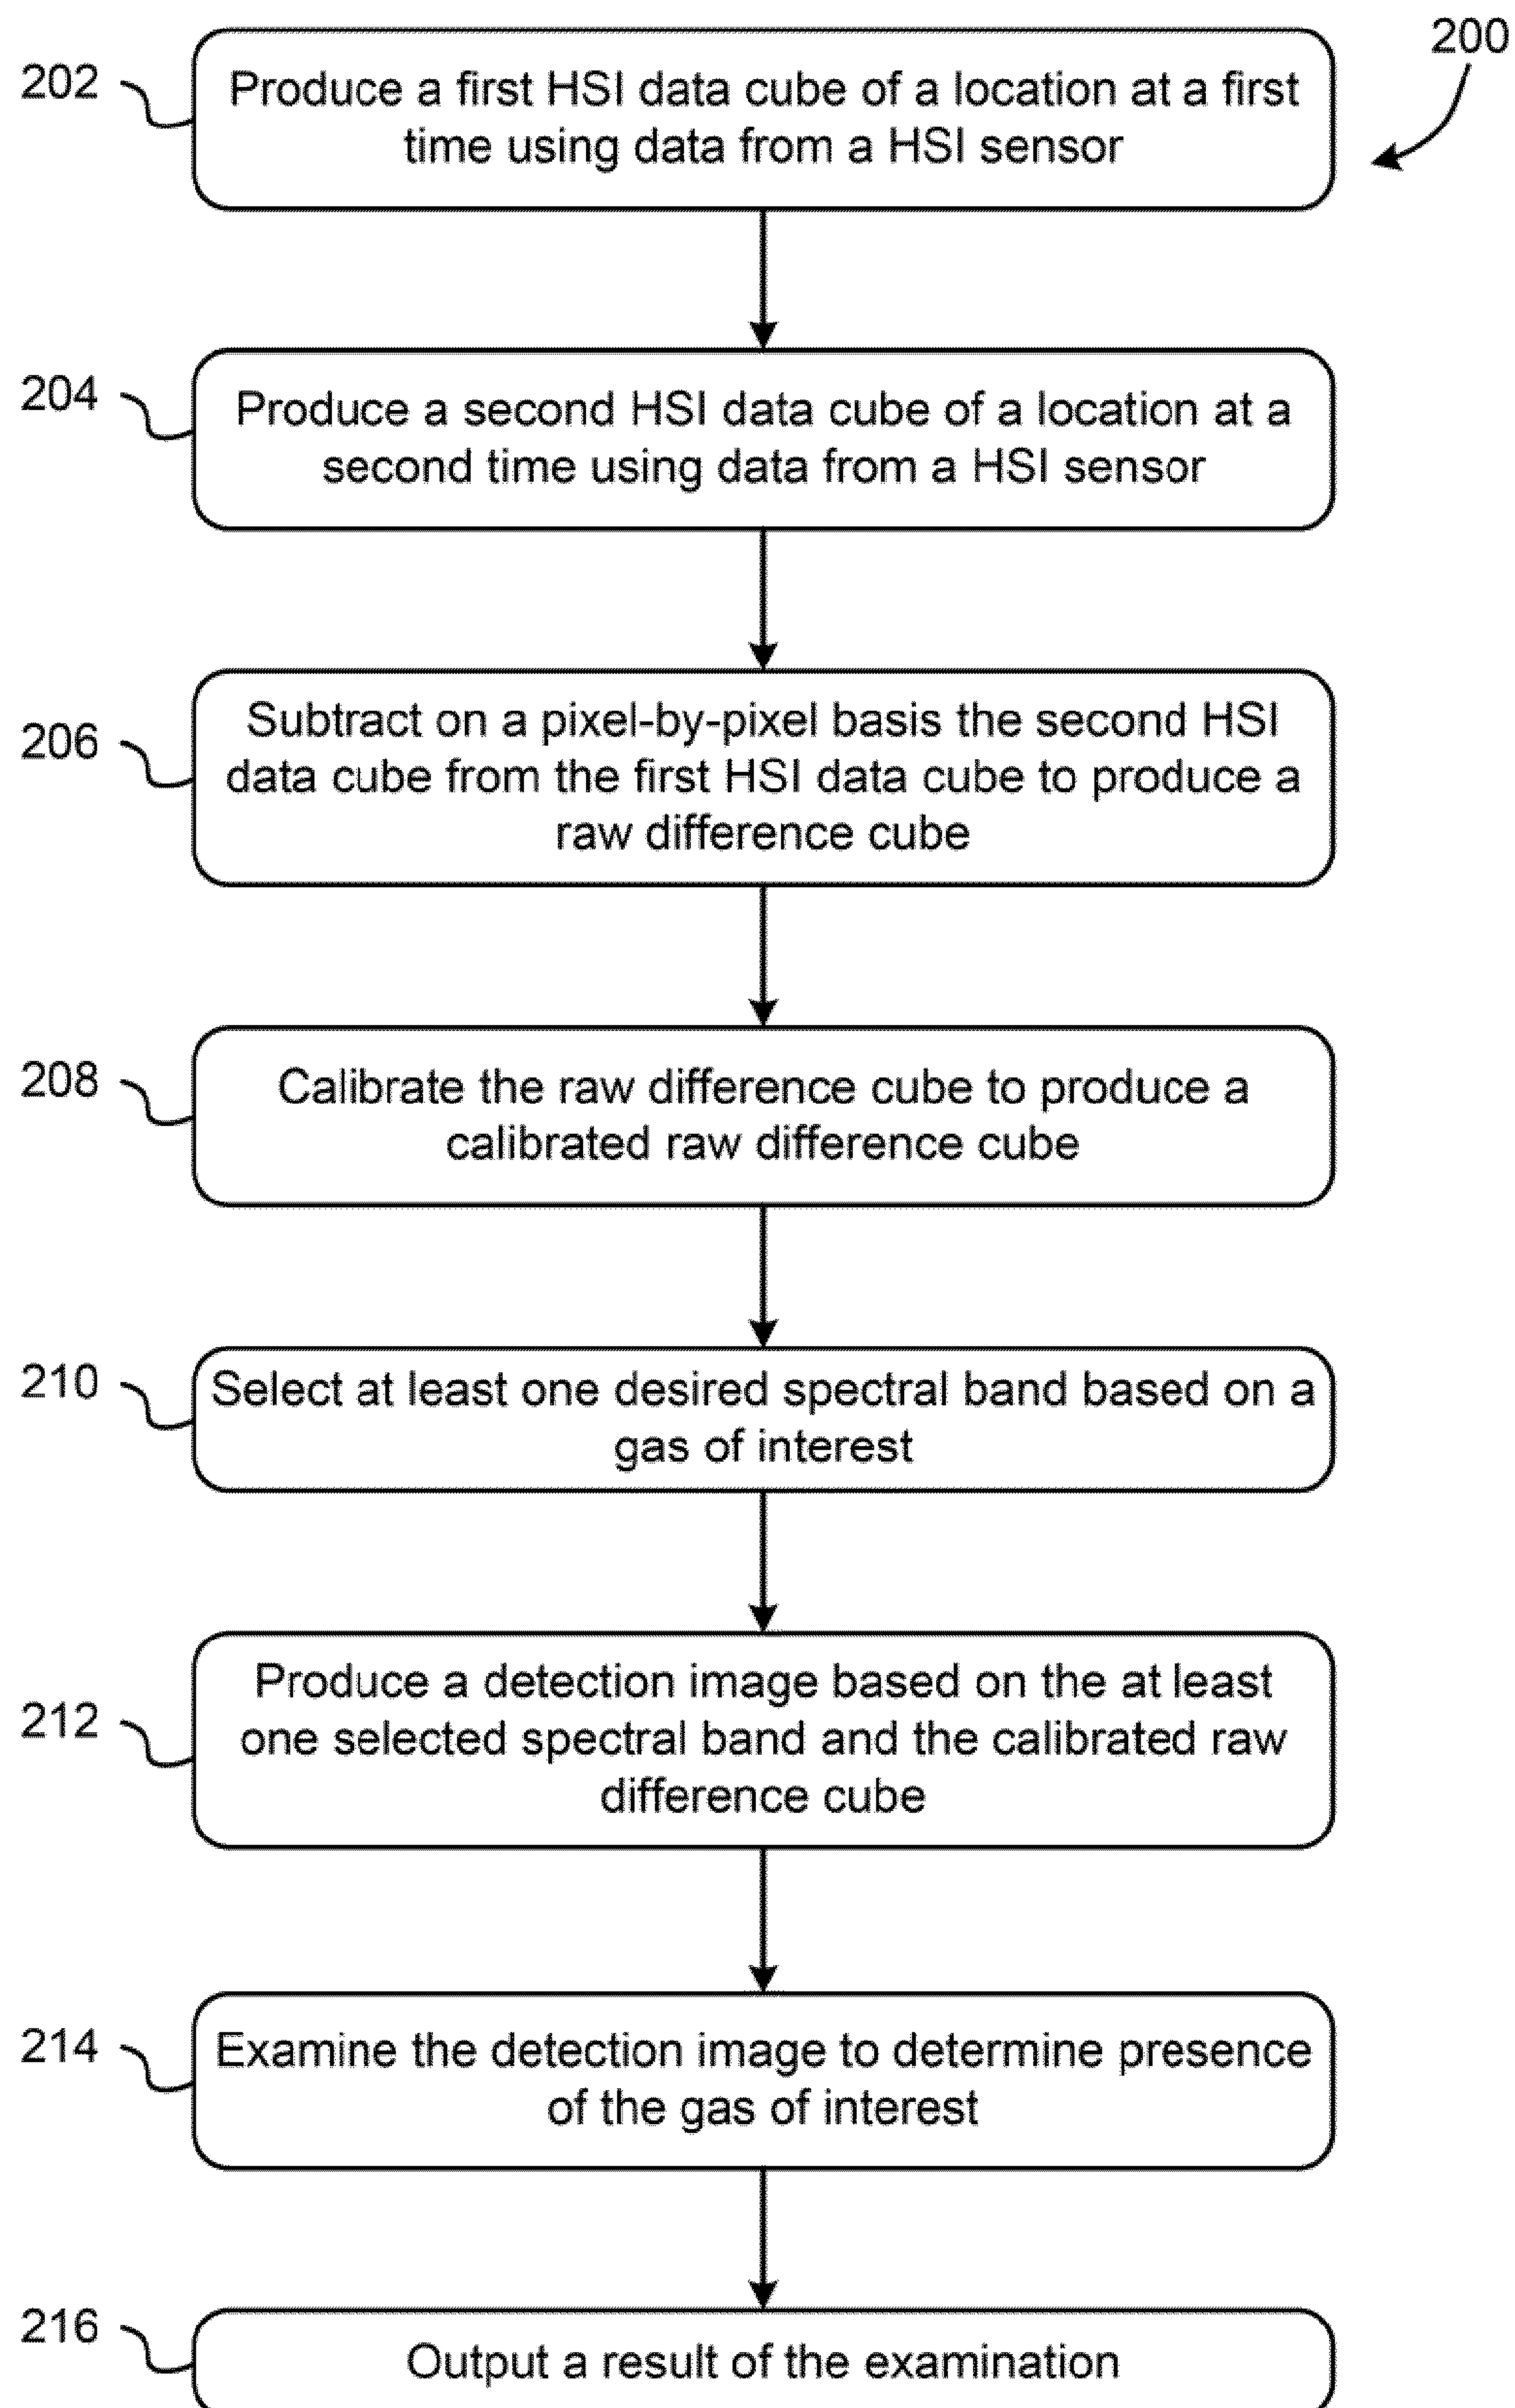 200
202
Produce a first HSI data cube of a location at a first
time using data from a HSI sensor
204
Produce a second HSI data cube of a location at a
second time using data from a HSI sensor
206
Subtract on a pixel-by-pixel basis the second HSI
data cube from the first HSI data cube to produce a
raw difference cube
208
Calibrate the raw difference cube to produce a
calibrated raw difference cube
210
Select at least one desired spectral band based on a
gas of interest
212
Produce a detection image based on the at least
one selected spectral band and the calibrated raw
difference cube
214
Examine the detection image to determine presence
of the gas of interest
216
Output a result of the examination